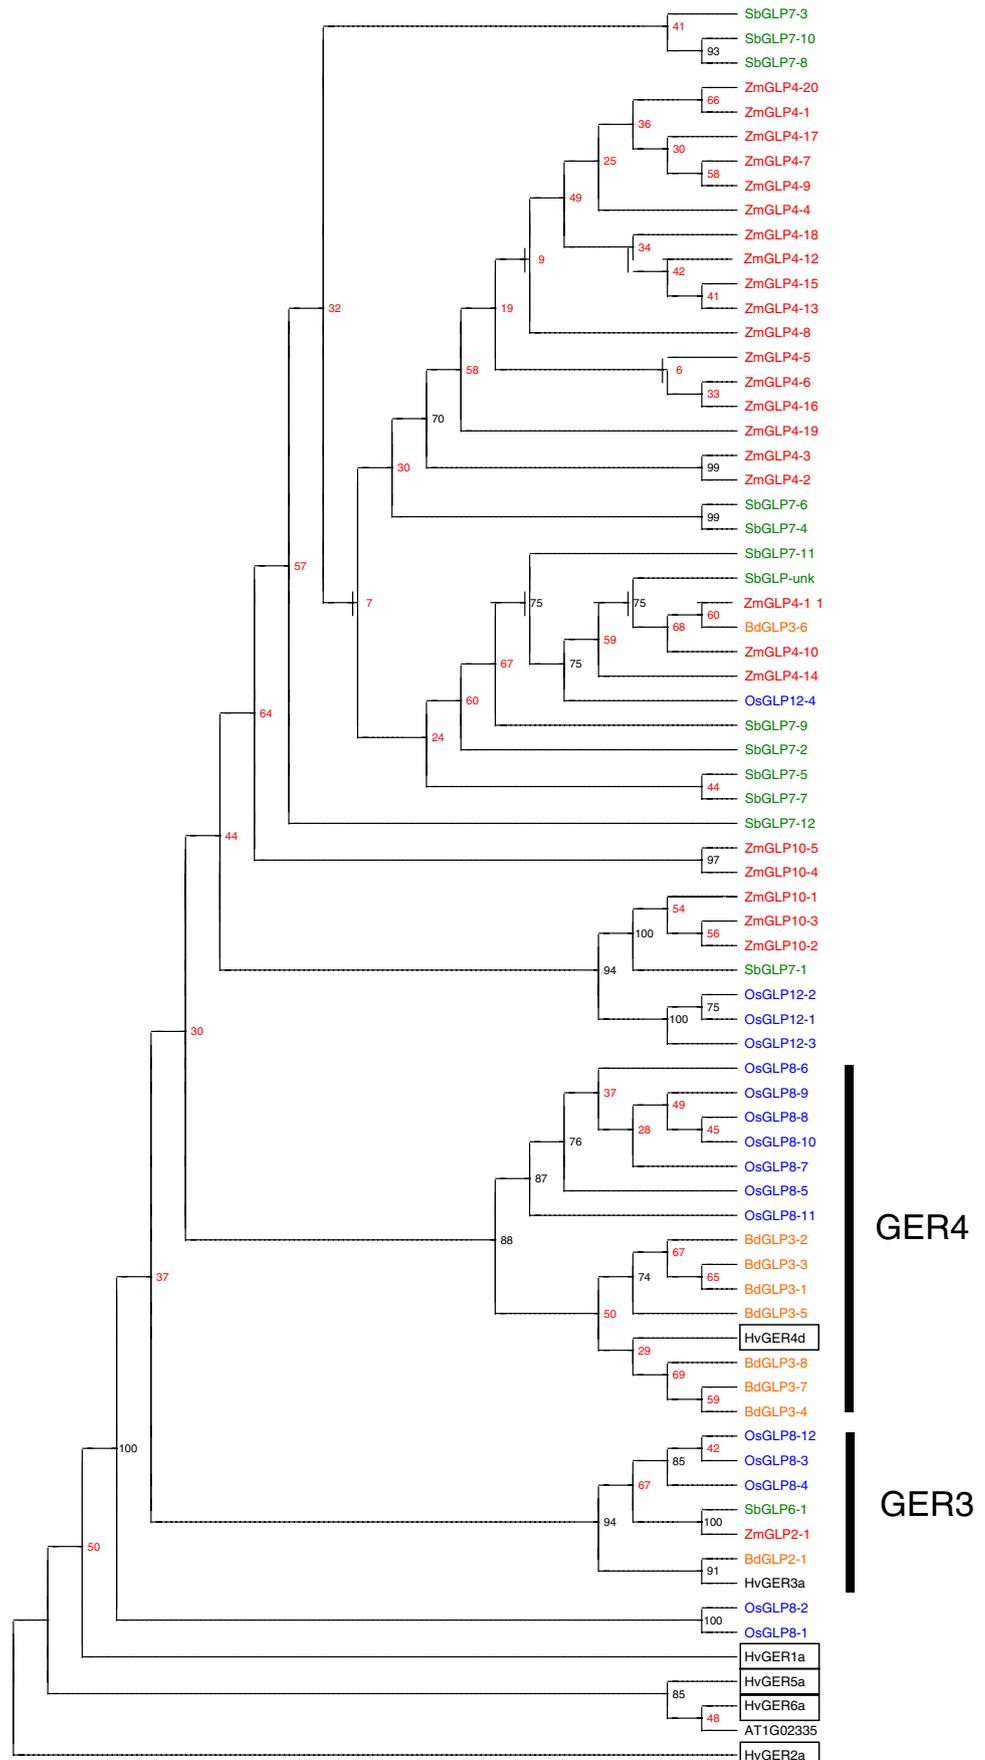 SbGLP7-3
41
SbGLP7-10
93
SbGLP7-8
ZmGLP4-20
66
ZmGLP4-1
36
ZmGLP4-17
30
ZmGLP4-7
25
58
ZmGLP4-9
49
ZmGLP4-4
ZmGLP4-18
34
9
ZmGLP4-12
42
ZmGLP4-15
41
32
19
ZmGLP4-13
ZmGLP4-8
ZmGLP4-5
58
6
ZmGLP4-6
33
ZmGLP4-16
70
ZmGLP4-19
ZmGLP4-3
30
99
ZmGLP4-2
SbGLP7-6
99
SbGLP7-4
SbGLP7-11
57
SbGLP-unk
7
75
75
ZmGLP4-1 1
60
68
BdGLP3-6
59
ZmGLP4-10
67
75
ZmGLP4-14
60
OsGLP12-4
64
SbGLP7-9
24
SbGLP7-2
SbGLP7-5
44
SbGLP7-7
SbGLP7-12
44
ZmGLP10-5
97
ZmGLP10-4
ZmGLP10-1
54
ZmGLP10-3
100
56
ZmGLP10-2
94
SbGLP7-1
OsGLP12-2
75
100
OsGLP12-1
30
OsGLP12-3
OsGLP8-6
37
OsGLP8-9
49
OsGLP8-8
28
45
76
OsGLP8-10
OsGLP8-7
87
OsGLP8-5
OsGLP8-11
GER4
88
BdGLP3-2
67
BdGLP3-3
37
74
65
BdGLP3-1
50
BdGLP3-5
HvGER4d
29
BdGLP3-8
69
BdGLP3-7
59
BdGLP3-4
OsGLP8-12
100
42
85
OsGLP8-3
67
OsGLP8-4
GER3
SbGLP6-1
94
100
ZmGLP2-1
50
BdGLP2-1
91
HvGER3a
OsGLP8-2
100
OsGLP8-1
HvGER1a
HvGER5a
85
HvGER6a
48
AT1G02335
HvGER2a